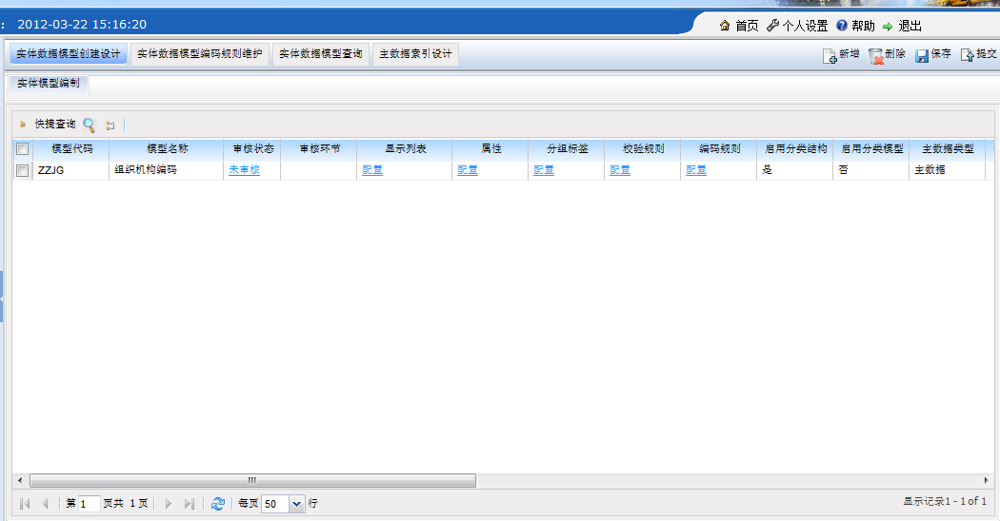 : 2012-03-22 15:16:20 首页 个人设置 帮助 退出
实体数据模型创建设计 实体数据模型编码规则维护 实体数据模型查询 主数据索引设计 新增 删除 保存 提交
实体模型编制
快捷查询
模型代码 模型名称 审核状态 审核环节 显示列表 属性 分组标签 校验规则 编码规则 启用分类结构 启用分类模型 主数据类型
ZZJG 组织机构编码 未审核 配置 配置 配置 配置 配置 是 否 主数据
第 1 页共 1 页 每页 50 行 显示记录1 - 1 of 1